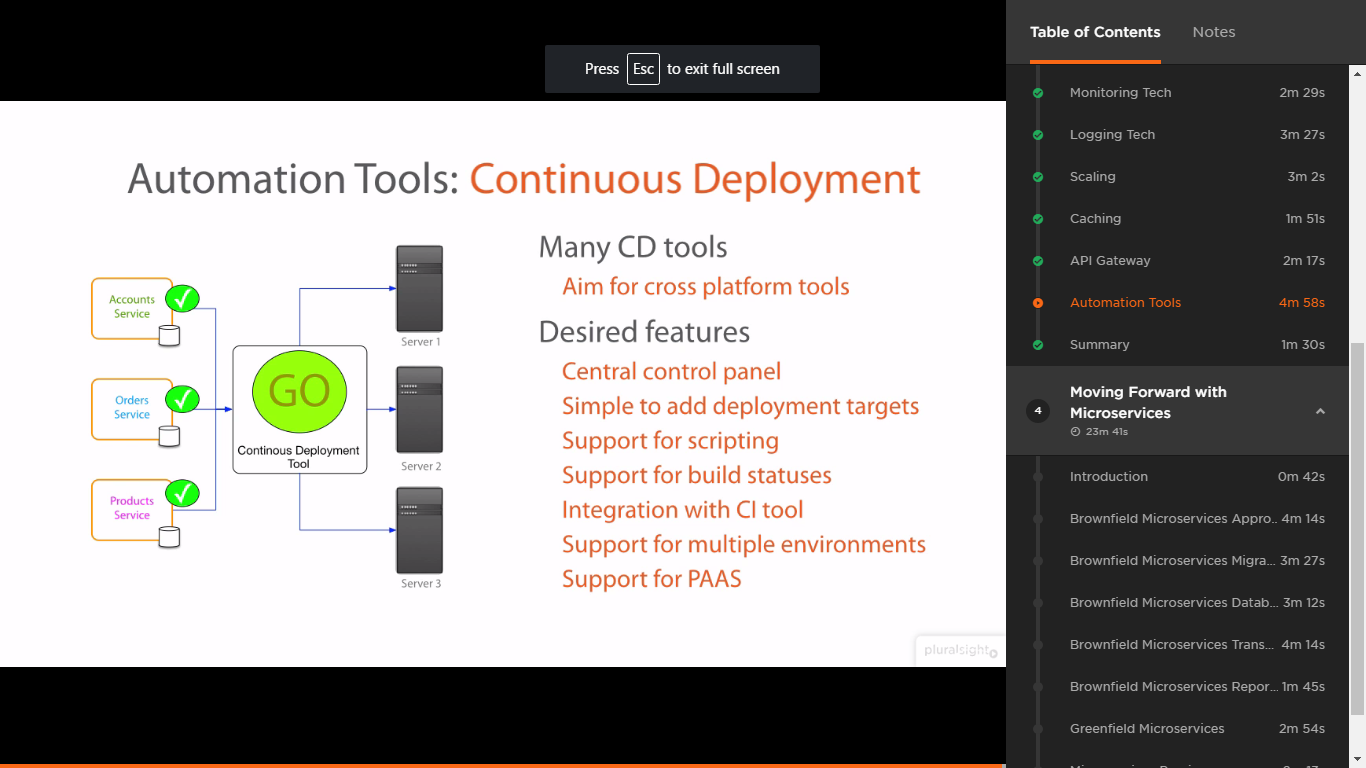 Press Esc to exit full screen
Automation Tools: Continuous Deployment
Accounts
Service
Orders
Service
Products
Service
GO
Continous Deployment
Tool
Server 1
Server 2
Server 3
Many CD tools
Aim for cross platform tools
Desired features
Central control panel
Simple to add deployment targets
Support for scripting
Support for build statuses
Integration with CI tool
Support for multiple environments
Support for PAAS
pluralsight
Table of Contents Notes
Monitoring Tech 2m 29s
Logging Tech 3m 27s
Scaling 3m 2s
Caching 1m 51s
API Gateway 2m 17s
Automation Tools 4m 58s
Summary 1m 30s
4 Moving Forward with
Microservices
23m 41s
Introduction 0m 42s
Brownfield Microservices Appro.. 4m 14s
Brownfield Microservices Migra... 3m 27s
Brownfield Microservices Datab... 3m 12s
Brownfield Microservices Trans... 4m 14s
Brownfield Microservices Repor... 1m 45s
Greenfield Microservices 2m 54s